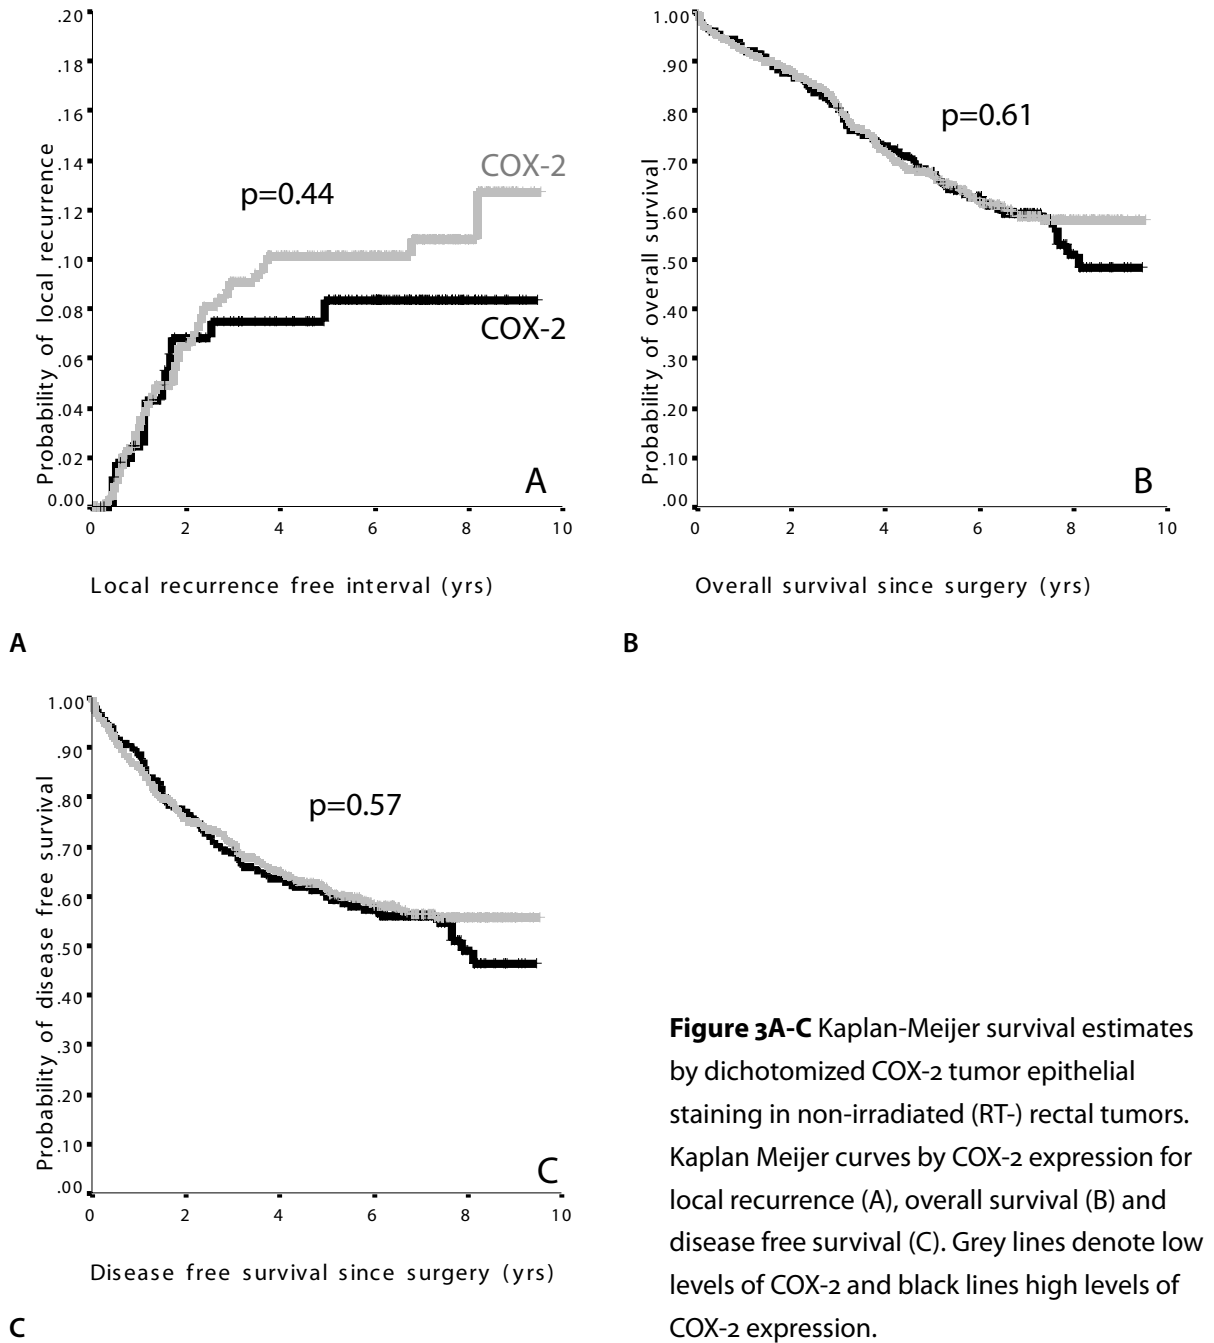 .20
.18
.16
.14
.12
.10
.08
.06
.04
.02
0.00
Probability of local recurrence
p=0.44
COX-2
COX-2
A
0 2 4 6 8 10
Local recurrence free interval (yrs)
A
1.00
.90
.80
.70
.60
.50
.40
.30
.20
.10
.00
Probability of overall survival
p=0.61
B
0 2 4 6 8 10
Overall survival since surgery (yrs)
B
1.00
.90
.80
.70
.60
.50
.40
.30
.20
.10
.00
Probability of disease free survival
p=0.57
C
0 2 4 6 8 10
Disease free survival since surgery (yrs)
C
Figure 3A-C Kaplan-Meijer survival estimates
by dichotomized COX-2 tumor epithelial
staining in non-irradiated (RT-) rectal tumors.
Kaplan Meijer curves by COX-2 expression for
local recurrence (A), overall survival (B) and
disease free survival (C). Grey lines denote low
levels of COX-2 and black lines high levels of
COX-2 expression.